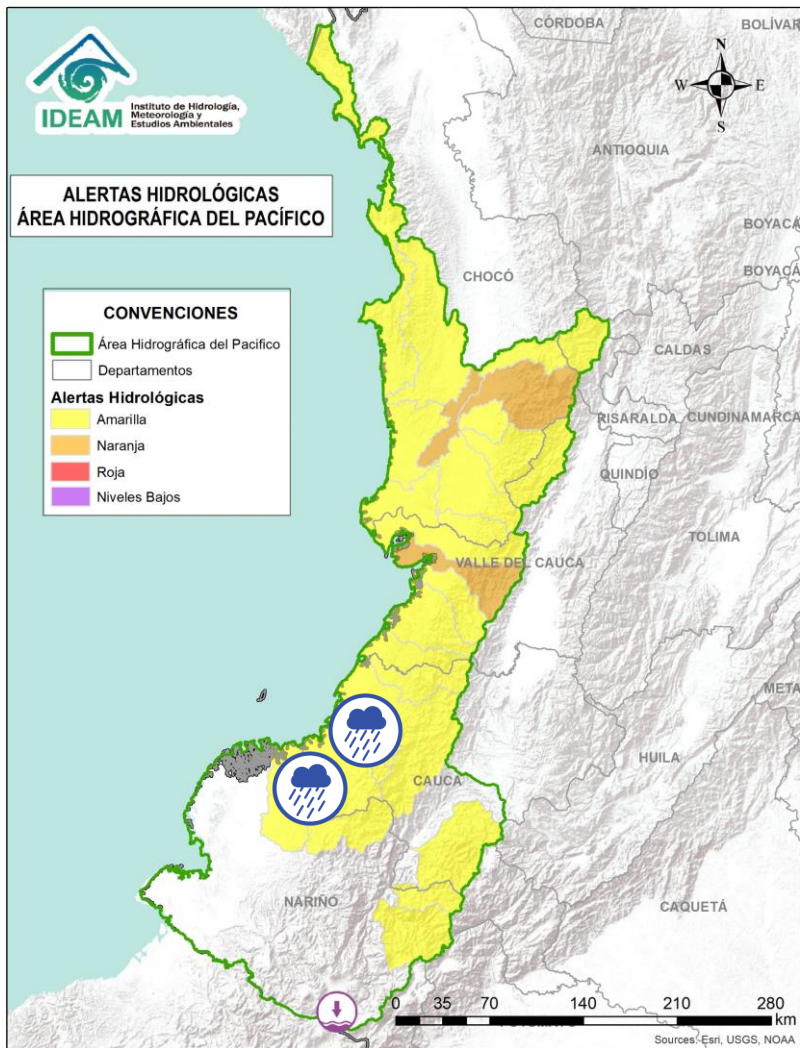 CÓRDOBA
BOLÍVAR
IDEAM
Instituto de Hidrología,
Meteorología y
Estudios Ambientales
N
W
E
S
ANTIOQUIA
ALERTAS HIDROLÓGICAS
ÁREA HIDROGRÁFICA DEL PACÍFICO
BOYACÁ
BOYACÁ
CHOCÓ
CONVENCIONES
Área Hidrográfica del Pacifico
Departamentos
Alertas Hidrológicas
Amarilla
Naranja
Roja
Niveles Bajos
CALDAS
RISARALDA
CUNDINAMARCA
QUINDÍO
TOLIMA
VALLE DEL CAUCA
META
HUILA
CAUCA
NARIÑO
CAQUETÁ
0 35 70 140 210 280
km
Sources: Esri, USGS, NOAA